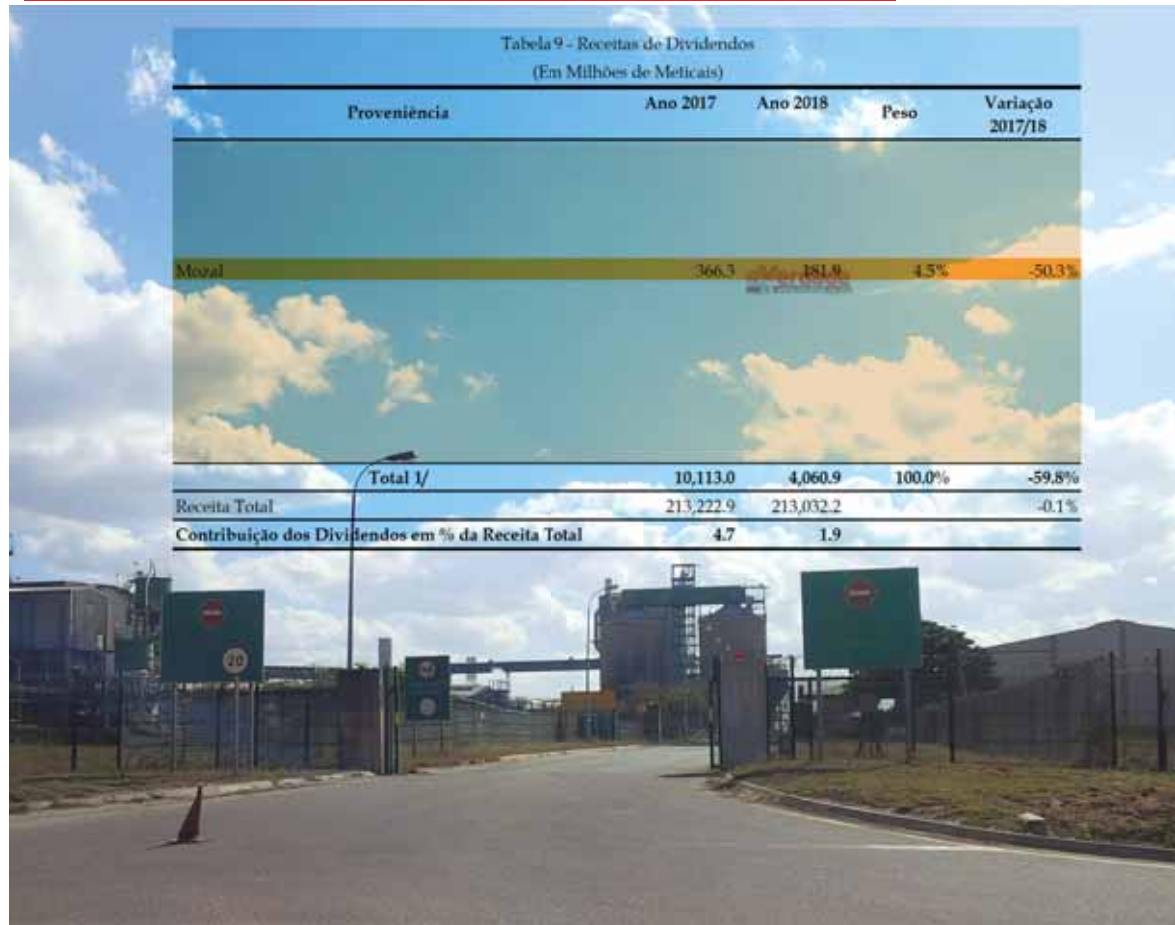 Tabela 9 - Receitas de Dividendos
(Em Milhões de Meticais)
Proveniência Ano 2017 Ano 2018 Peso Variação 2017/18
Mozal 366.3 181.9 4.5% -50.3%
Total 1/ 10,113.0 4,060.9 100.0% -59.8%
Receita Total 213,222.9 213,032.2 -0.1%
Contribuição dos Dividendos em % da Receita Total 4.7 1.9
20